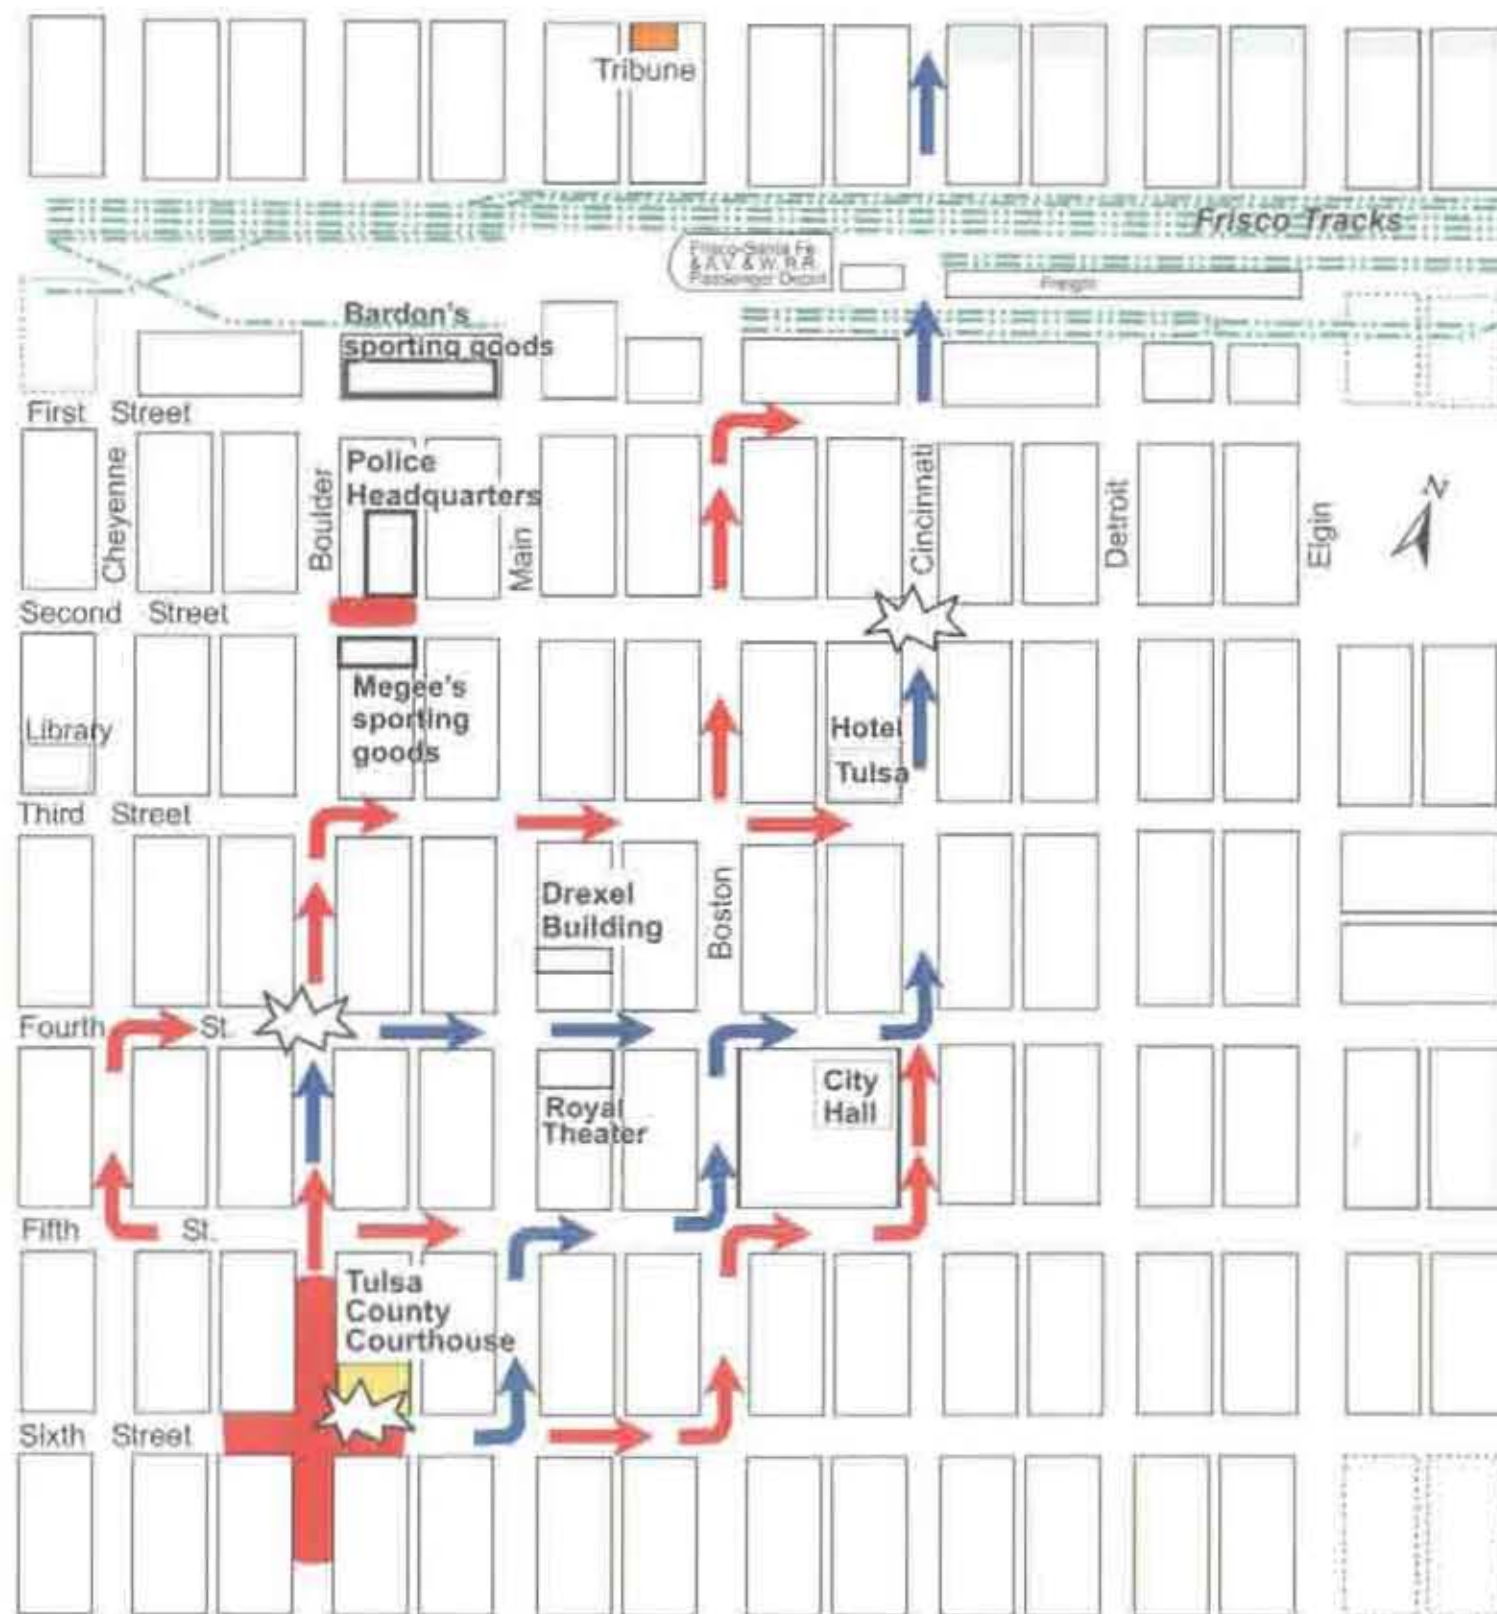 Tribune
Frisco Tracks
Frisco-Santa Fe
& A.V. & W. R.R.
Passenger Depot
Freight
Bardon's
sporting goods
First Street
Cheyenne
Boulder
Police
Headquarters
Main
Cincinnati
Detroit
Elgin
N
Second Street
Megee's
sporting
goods
Library
Hotel
Tulsa
Third Street
Drexel
Building
Boston
Fourth St.
Royal
Theater
City
Hall
Fifth St.
Tulsa
County
Courthouse
Sixth Street